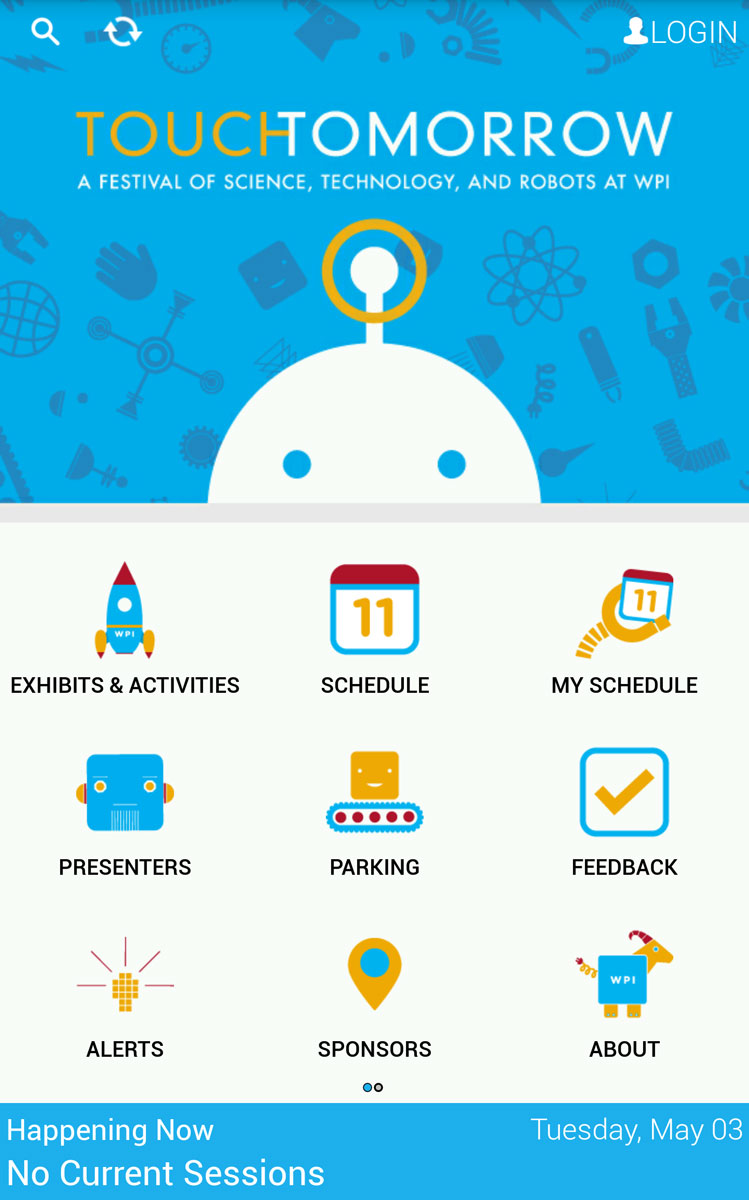 LOGIN
TOUCHTOMORROW
A FESTIVAL OF SCIENCE, TECHNOLOGY, AND ROBOTS AT WPI
WPI
11
11
EXHIBITS & ACTIVITIES
SCHEDULE
MY SCHEDULE
PRESENTERS
PARKING
FEEDBACK
WPI
ALERTS
SPONSORS
ABOUT
Happening Now
Tuesday, May 03
No Current Sessions